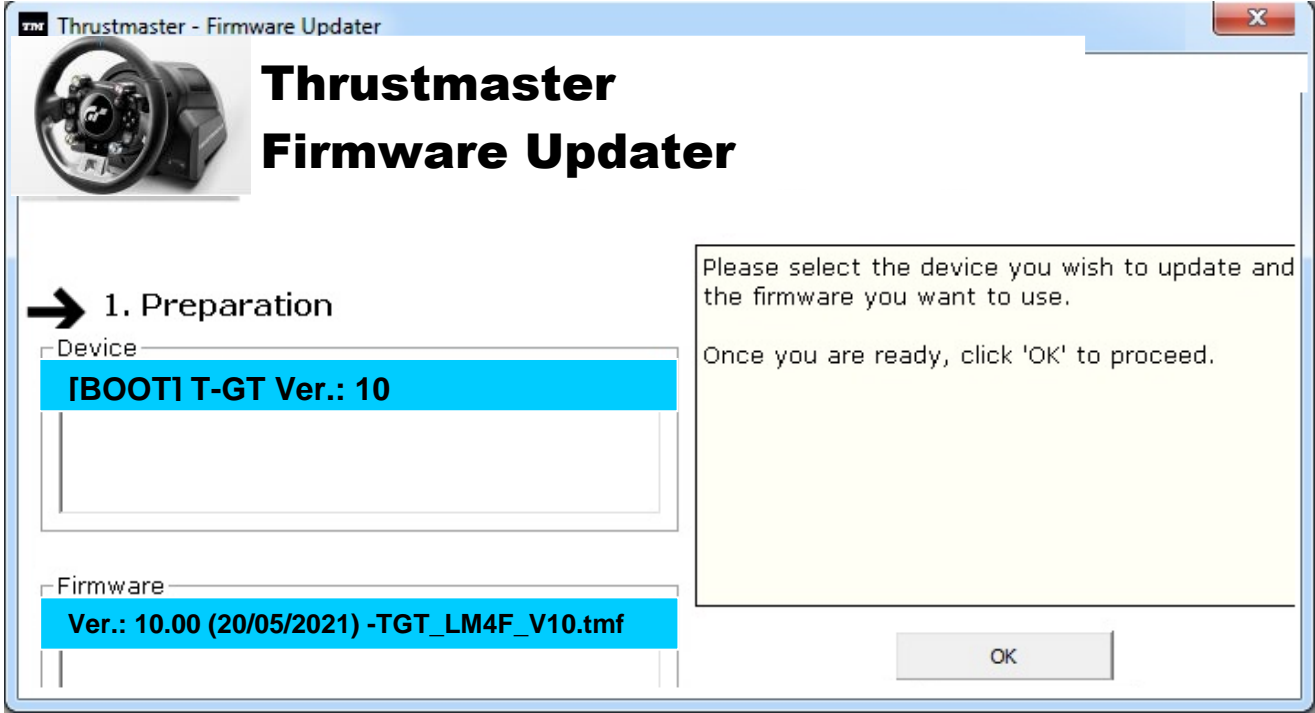 TM Thrustmaster - Firmware Updater
X
Thrustmaster
Firmware Updater
1. Preparation
Device
[BOOT] T-GT Ver.: 10
Firmware
Ver.: 10.00 (20/05/2021) -TGT_LM4F_V10.tmf
Please select the device you wish to update and
the firmware you want to use.
Once you are ready, click 'OK' to proceed.
OK